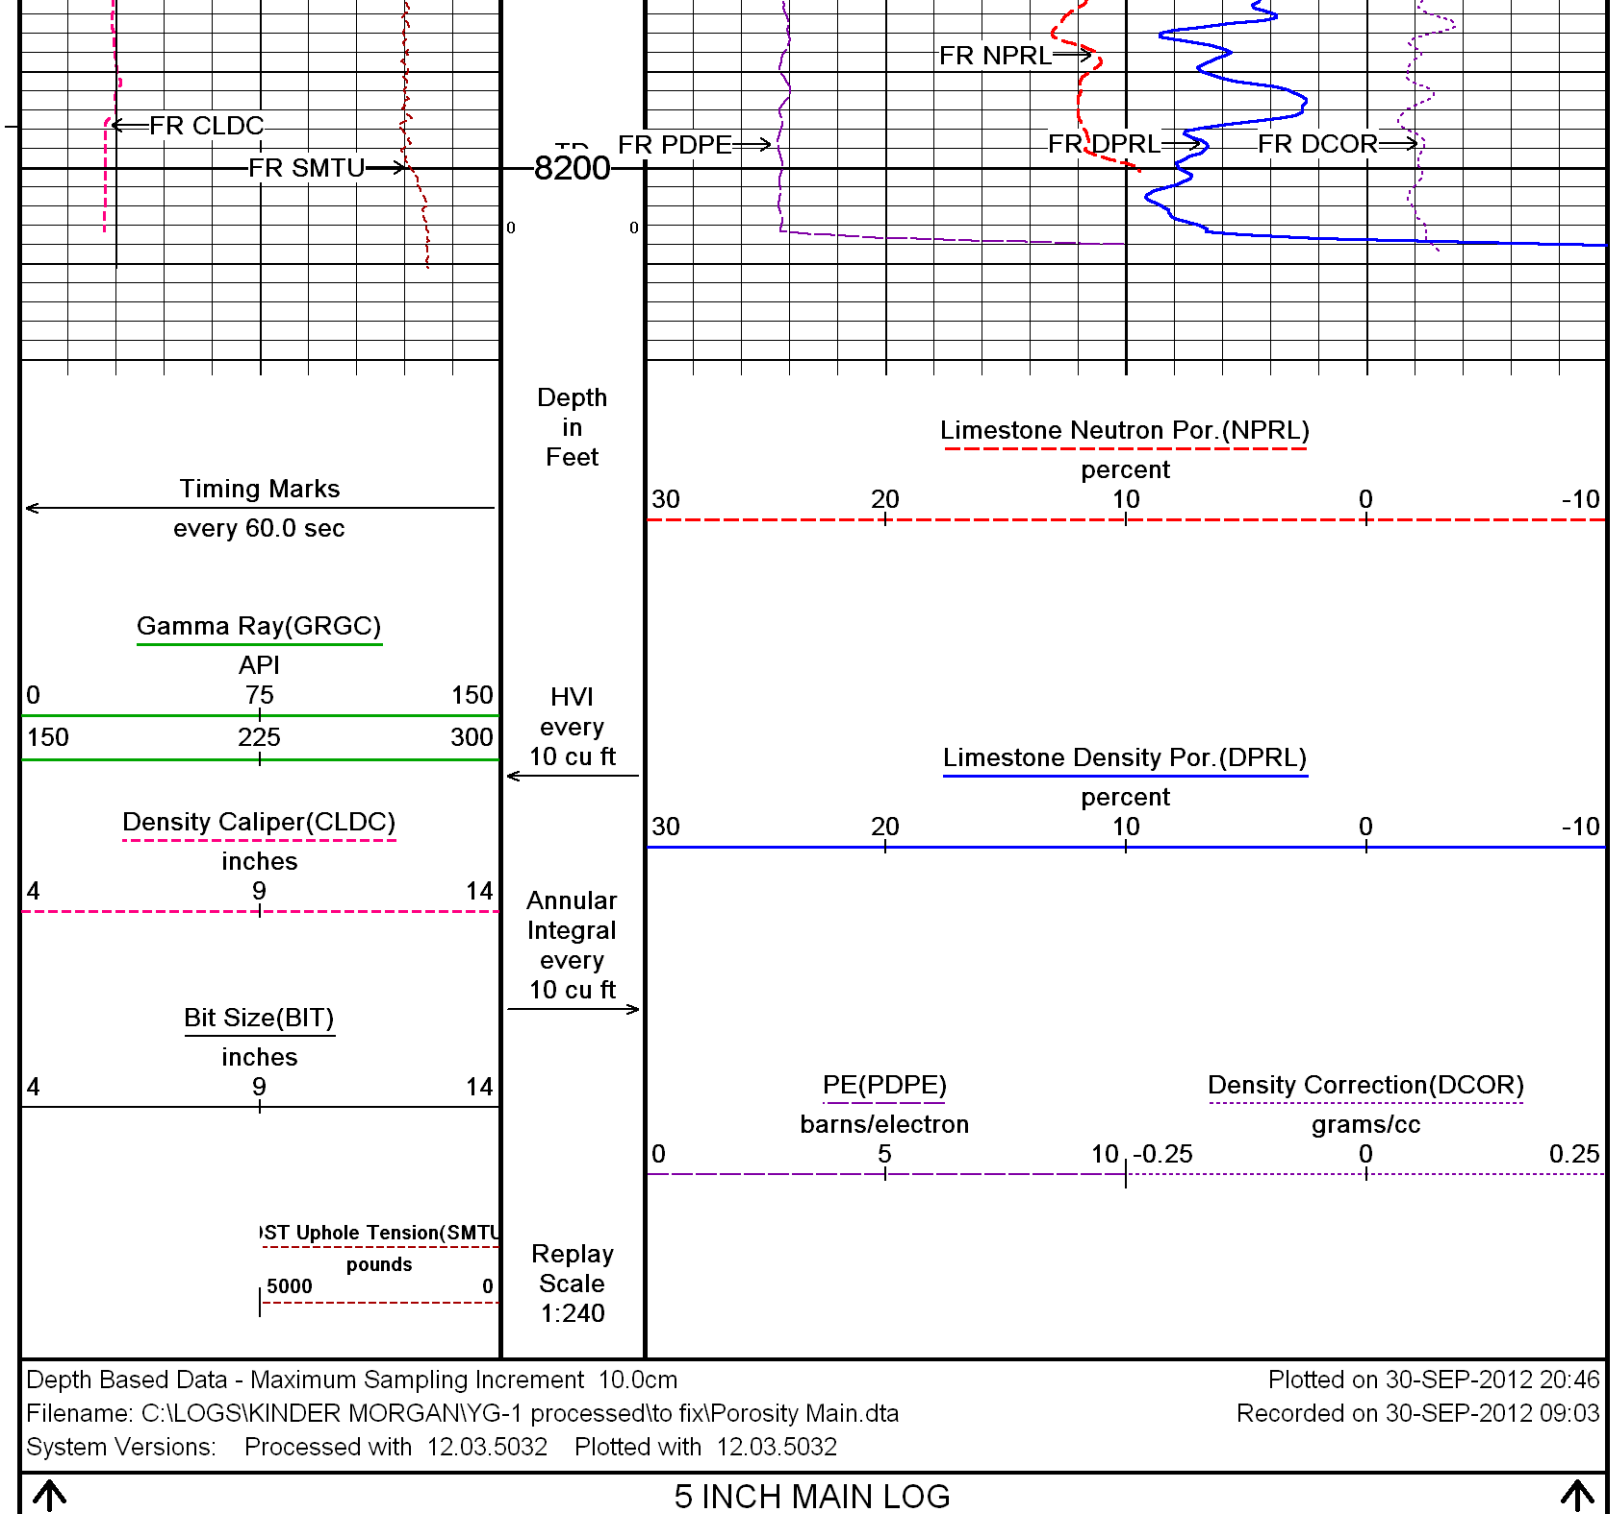 FR NPRL
FR CLDC
FR PDPE
FR DPRL
FR DCOR
FR SMTU
8200
0
0
Depth
in
Feet
Timing Marks
every 60.0 sec
Gamma Ray(GRGC)
API
0 75 150
150 225 300
Density Caliper(CLDC)
inches
4 9 14
Bit Size(BIT)
inches
4 9 14
ST Uphole Tension(SMTU
pounds
5000 0
HVI
every
10 cu ft
Annular
Integral
every
10 cu ft
Replay
Scale
1:240
Limestone Neutron Por.(NPRL)
percent
30 20 10 0 -10
Limestone Density Por.(DPRL)
percent
30 20 10 0 -10
PE(PDPE)
barns/electron
0 5 10
Density Correction(DCOR)
grams/cc
-0.25 0 0.25
Depth Based Data - Maximum Sampling Increment 10.0cm
Plotted on 30-SEP-2012 20:46
Filename: C:\LOGS\KINDER MORGAN\YG-1 processed\to fix\Porosity Main.dta
Recorded on 30-SEP-2012 09:03
System Versions: Processed with 12.03.5032 Plotted with 12.03.5032
5 INCH MAIN LOG